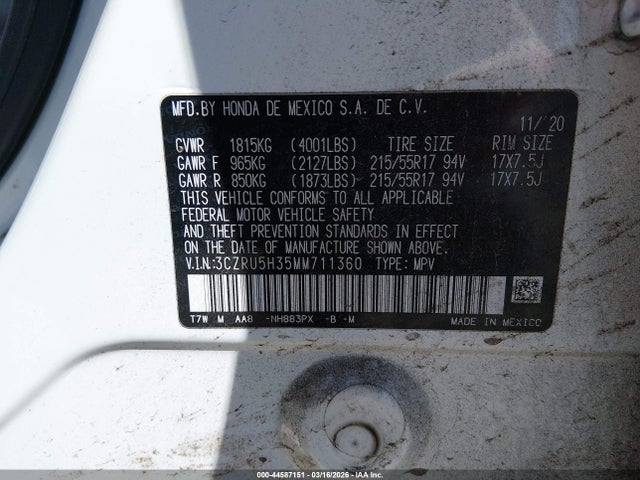 MFD.BY HONDA DE MEXICO S.A. DE C.V.
11/'20
GVWR 1815KG (4001LBS) TIRE SIZE RIM SIZE
GAWR F 965KG (2127LBS) 215/55R17 94V 17X7.5J
GAWR R 850KG (1873LBS) 215/55R17 94V 17X7.5J
THIS VEHICLE CONFORMS TO ALL APPLICABLE
FEDERAL MOTOR VEHICLE SAFETY
AND THEFT PREVENTION STANDARDS IN EFFECT
ON THE DATE OF MANUFACTURE SHOWN ABOVE.
V.I.N:3CZRU5H35MM711360 TYPE: MPV
T7W M AA8 -NH883PX -B -M
MADE IN MEXICO
000-44587151 - 03/16/2026 - IAA Inc.